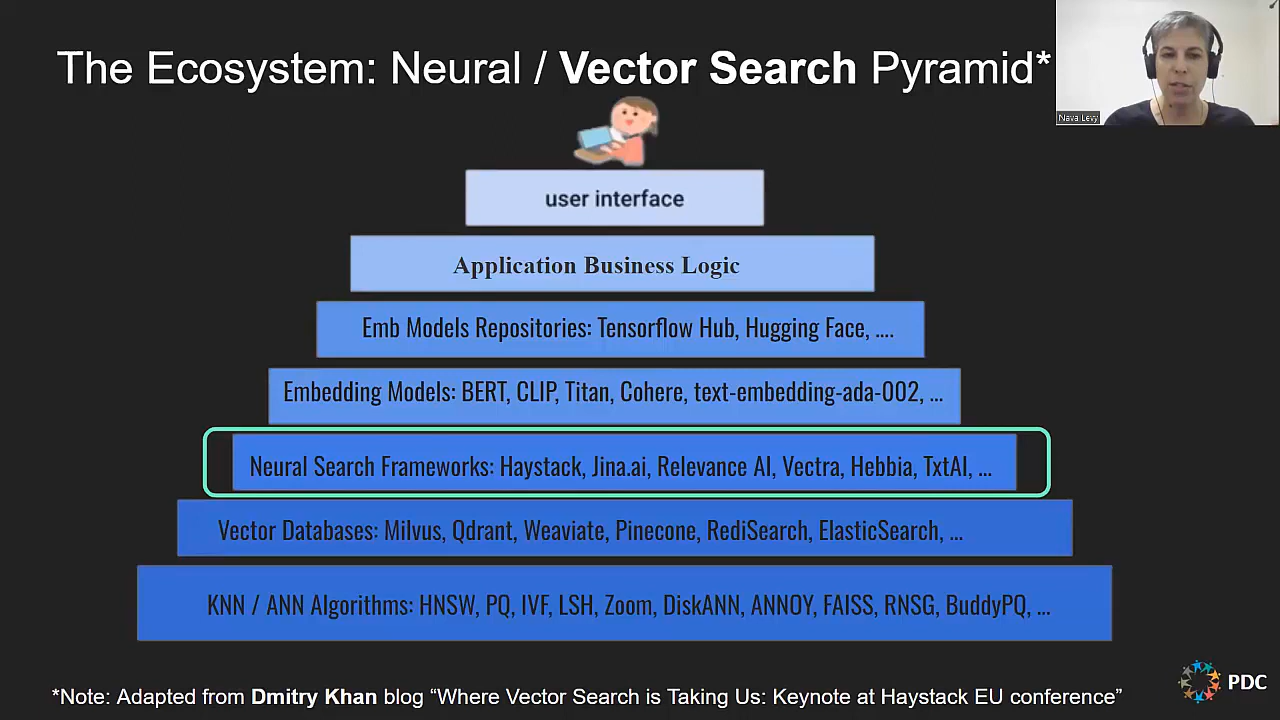 The Ecosystem: Neural / Vector Search Pyramid*
Nava Levy
user interface
Application Business Logic
Emb Models Repositories: Tensorflow Hub, Hugging Face, ....
Embedding Models: BERT, CLIP, Titan, Cohere, text-embedding-ada-002, ...
Neural Search Frameworks: Haystack, Jina.ai, Relevance AI, Vectra, Hebbia, TxtAI, ...
Vector Databases: Milvus, Qdrant, Weaviate, Pinecone, RediSearch, ElasticSearch, ...
KNN / ANN Algorithms: HNSW, PQ, IVF, LSH, Zoom, DiskANN, ANNOY, FAISS, RNSG, BuddyPQ, ...
*Note: Adapted from Dmitry Khan blog “Where Vector Search is Taking Us: Keynote at Haystack EU conference”
PDC